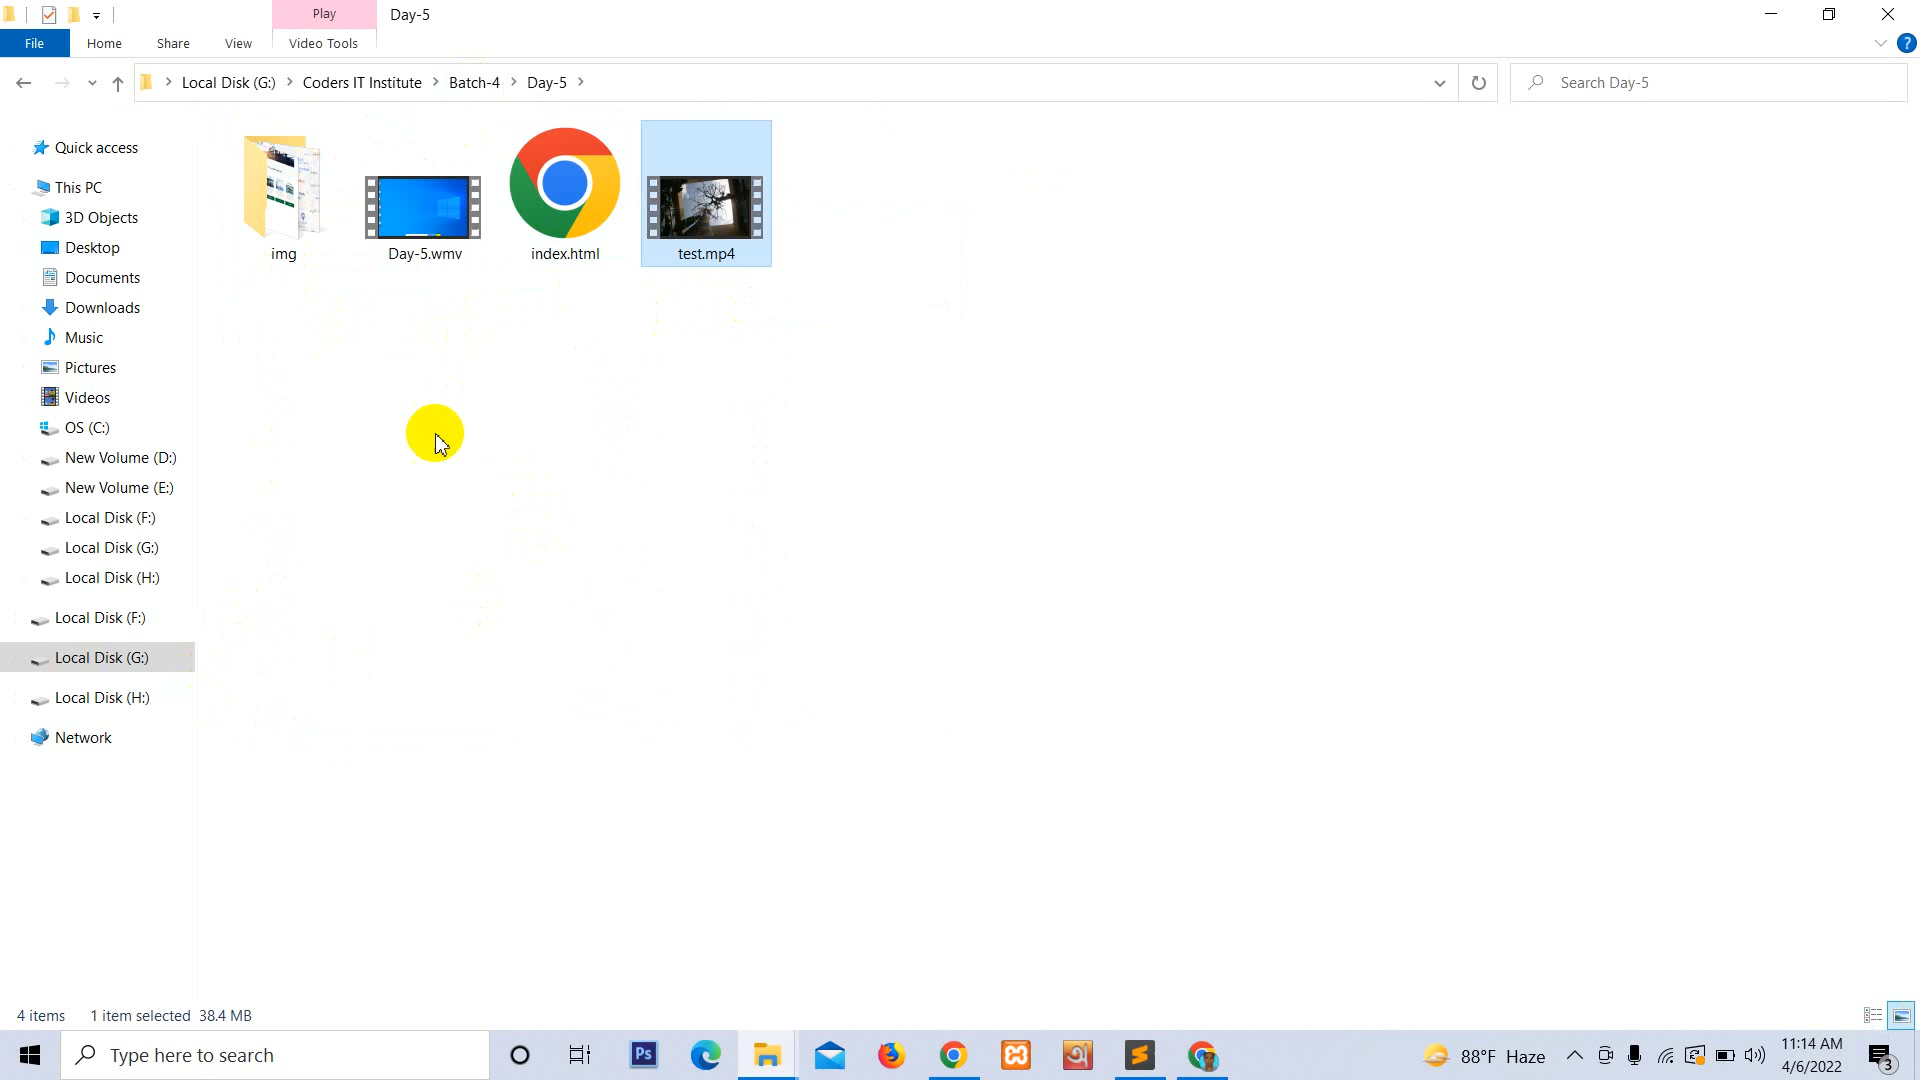 Play
Day-5
File
Home
Share
View
Video Tools
?
Local Disk (G:)
Coders IT Institute
Batch-4
Day-5
Search Day-5
Quick access
This PC
3D Objects
Desktop
Documents
Downloads
Music
Pictures
Videos
OS (C:)
New Volume (D:)
New Volume (E:)
Local Disk (F:)
Local Disk (G:)
Local Disk (H:)
Local Disk (F:)
Local Disk (G:)
Local Disk (H:)
Network
img
Day-5.wmv
index.html
test.mp4
4 items
1 item selected 38.4 MB
Type here to search
Ps
88°F Haze
11:14 AM
4/6/2022
3